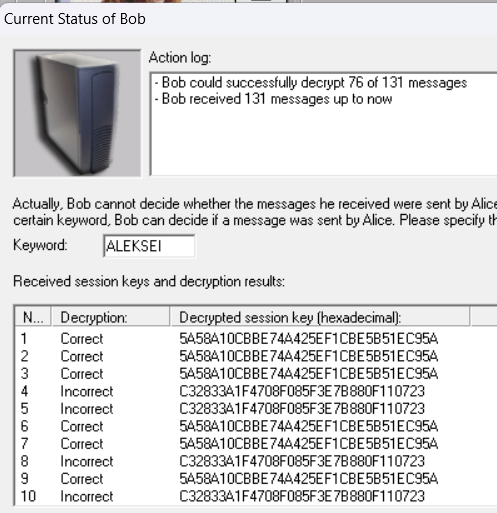 Current Status of Bob
Action log:
- Bob could successfully decrypt 76 of 131 messages
- Bob received 131 messages up to now
Actually, Bob cannot decide whether the messages he received were sent by Alice
certain keyword, Bob can decide if a message was sent by Alice. Please specify th
Keyword: ALEKSEI
Received session keys and decryption results:
N... Decryption: Decrypted session key (hexadecimal):
1 Correct 5A58A10CBBE74A425EF1CBE5B51EC95A
2 Correct 5A58A10CBBE74A425EF1CBE5B51EC95A
3 Correct 5A58A10CBBE74A425EF1CBE5B51EC95A
4 Incorrect C32833A1F4708F085F3E7B880F110723
5 Incorrect C32833A1F4708F085F3E7B880F110723
6 Correct 5A58A10CBBE74A425EF1CBE5B51EC95A
7 Correct 5A58A10CBBE74A425EF1CBE5B51EC95A
8 Incorrect C32833A1F4708F085F3E7B880F110723
9 Correct 5A58A10CBBE74A425EF1CBE5B51EC95A
10 Incorrect C32833A1F4708F085F3E7B880F110723